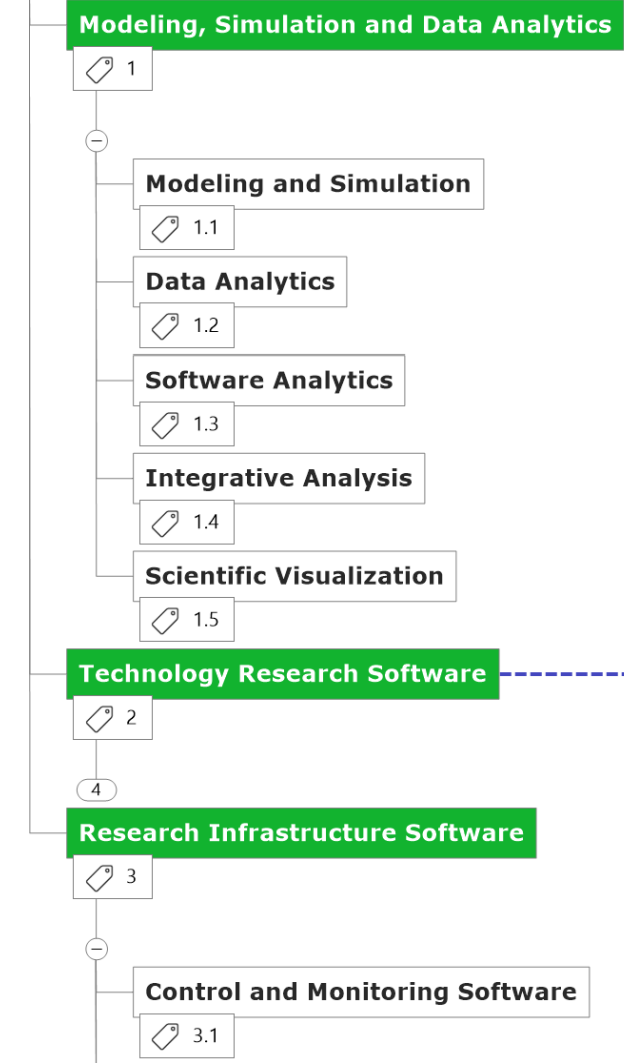 Modeling, Simulation and Data Analytics
1
Modeling and Simulation
1.1
Data Analytics
1.2
Software Analytics
1.3
Integrative Analysis
1.4
Scientific Visualization
1.5
Technology Research Software
2
4
Research Infrastructure Software
3
Control and Monitoring Software
3.1